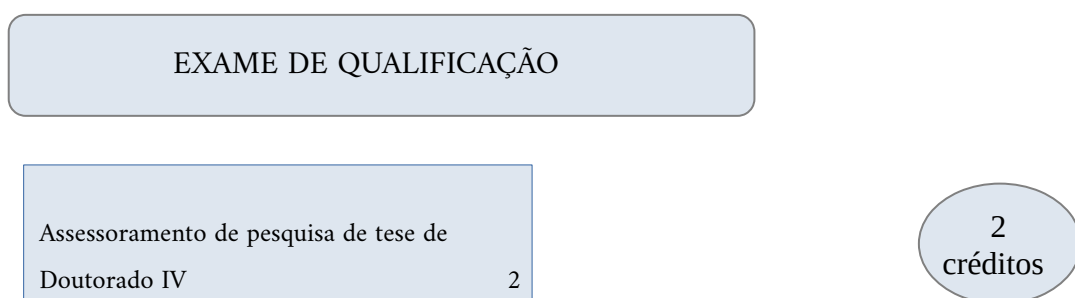 EXAME DE QUALIFICAÇÃO
Assessoramento de pesquisa de tese de
Doutorado IV 2
2
créditos